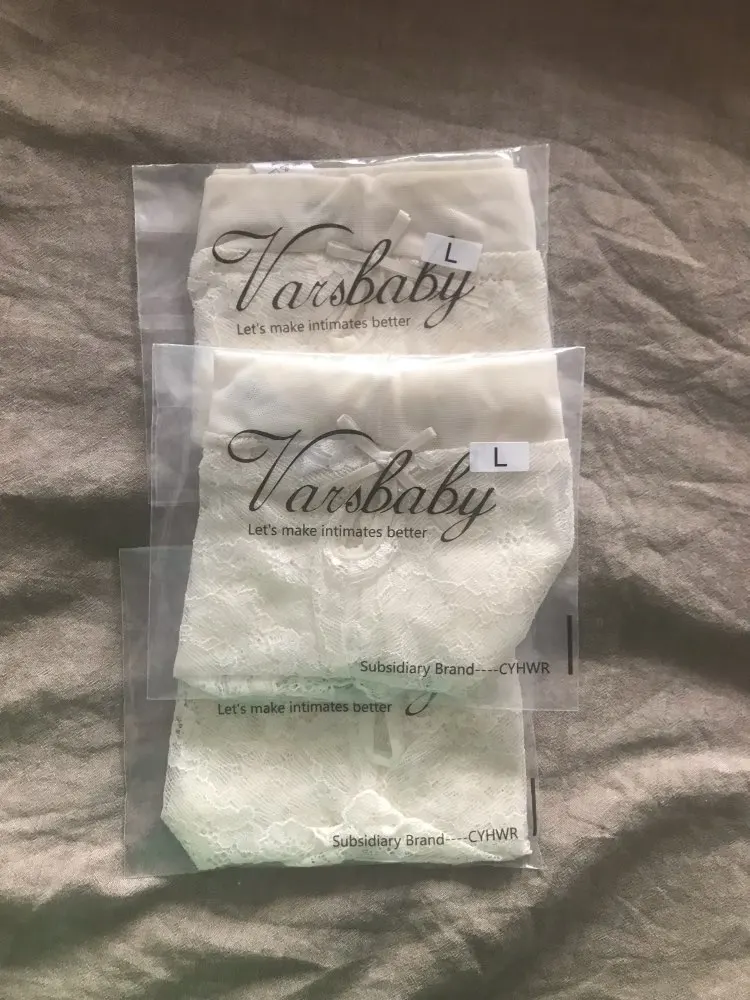 L
Varsbaby
Let's make intimates better
L
Varsbaby
Let's make intimates better
Subsidiary Brand----CYHWR
Let's make intimates better
Subsidiary Brand----CYHWR